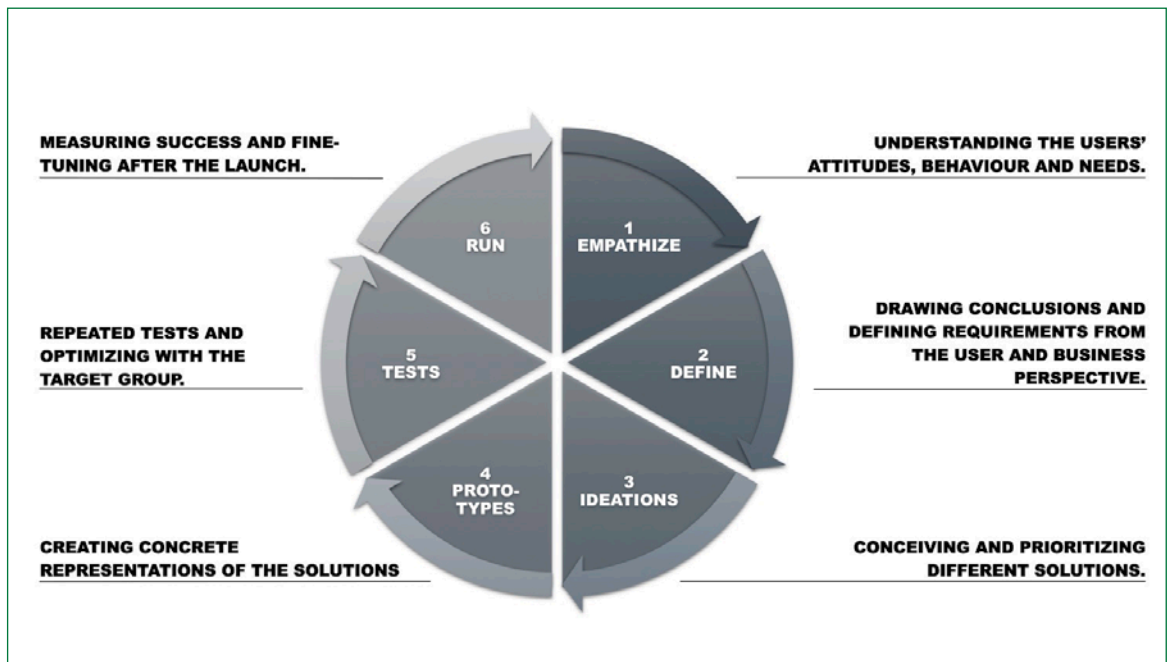 MEASURING SUCCESS AND FINE-
TUNING AFTER THE LAUNCH.
UNDERSTANDING THE USERS'
ATTITUDES, BEHAVIOUR AND NEEDS.
6
RUN
1
EMPATHIZE
REPEATED TESTS AND
OPTIMIZING WITH THE
TARGET GROUP.
5
TESTS
2
DEFINE
DRAWING CONCLUSIONS AND
DEFINING REQUIREMENTS FROM
THE USER AND BUSINESS
PERSPECTIVE.
4
PROTO-
TYPES
3
IDEATIONS
CREATING CONCRETE
REPRESENTATIONS OF THE SOLUTIONS
CONCEIVING AND PRIORITIZING
DIFFERENT SOLUTIONS.